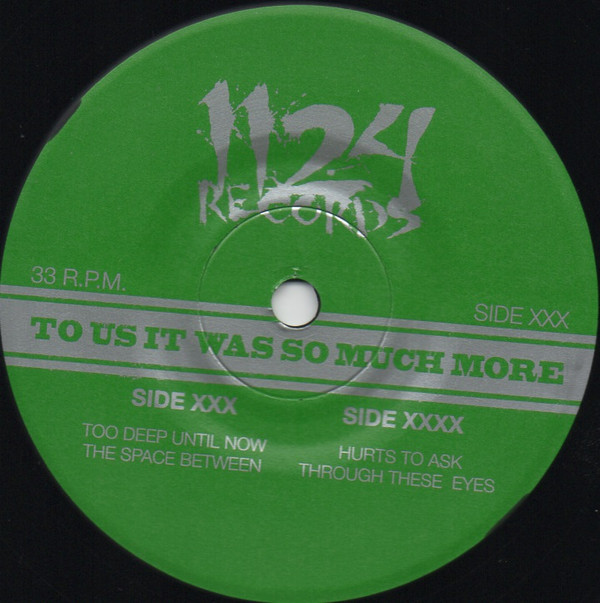 1124
RECORDS
33 R.P.M.
SIDE XXX
TO US IT WAS SO MUCH MORE
SIDE XXX
TOO DEEP UNTIL NOW
THE SPACE BETWEEN
SIDE XXXX
HURTS TO ASK
THROUGH THESE EYES